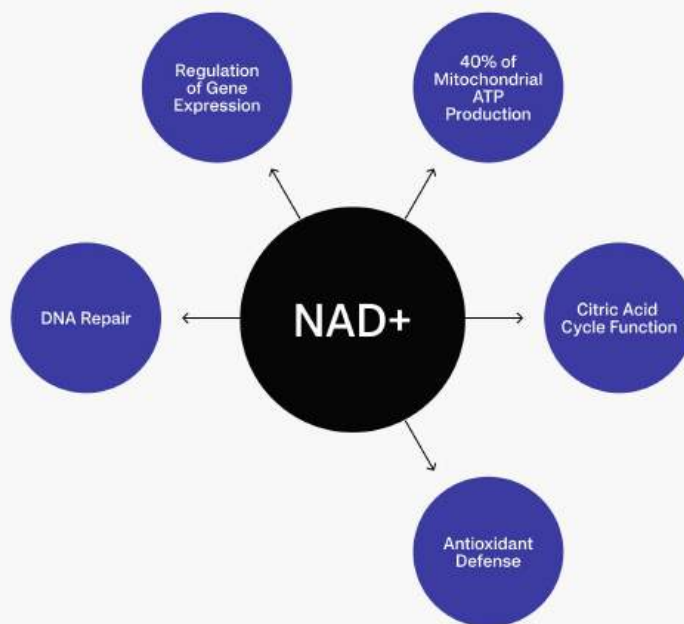 Regulation
of Gene
Expression
40% of
Mitochondrial
ATP
Production
DNA Repair
NAD+
Citric Acid
Cycle Function
Antioxidant
Defense